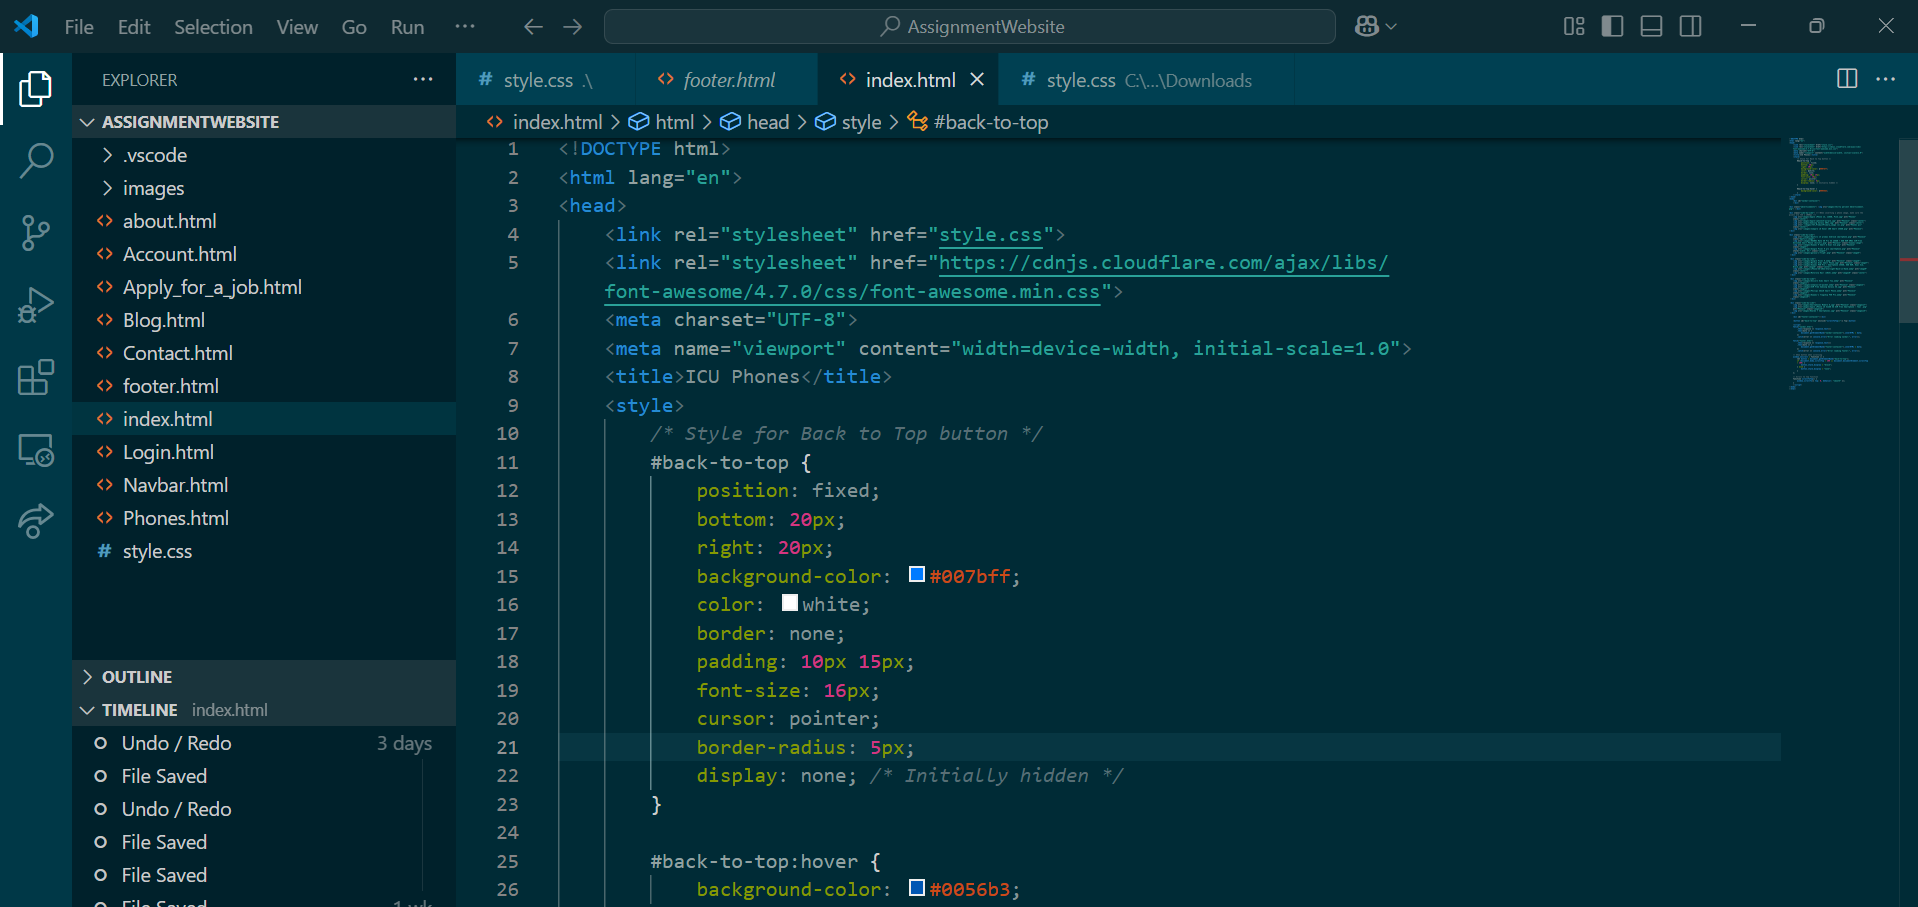 File Edit Selection View Go Run ··· AssignmentWebsite
EXPLORER ···
ASSIGNMENTWEBSITE
.vscode
images
about.html
Account.html
Apply_for_a_job.html
Blog.html
Contact.html
footer.html
index.html
Login.html
Navbar.html
Phones.html
# style.css
OUTLINE
TIMELINE index.html
Undo / Redo 3 days
File Saved
Undo / Redo
File Saved
File Saved
File Saved 1 wk
# style.css .\ footer.html index.html # style.css C:\...\Downloads
index.html > html > head > style > #back-to-top
1 <!DOCTYPE html>
2 <html lang="en">
3 <head>
4 <link rel="stylesheet" href="style.css">
5 <link rel="stylesheet" href="https://cdnjs.cloudflare.com/ajax/libs/
font-awesome/4.7.0/css/font-awesome.min.css">
6 <meta charset="UTF-8">
7 <meta name="viewport" content="width=device-width, initial-scale=1.0">
8 <title>ICU Phones</title>
9 <style>
10 /* Style for Back to Top button */
11 #back-to-top {
12 position: fixed;
13 bottom: 20px;
14 right: 20px;
15 background-color: #007bff;
16 color: white;
17 border: none;
18 padding: 10px 15px;
19 font-size: 16px;
20 cursor: pointer;
21 border-radius: 5px;
22 display: none; /* Initially hidden */
23 }
24
25 #back-to-top:hover {
26 background-color: #0056b3;